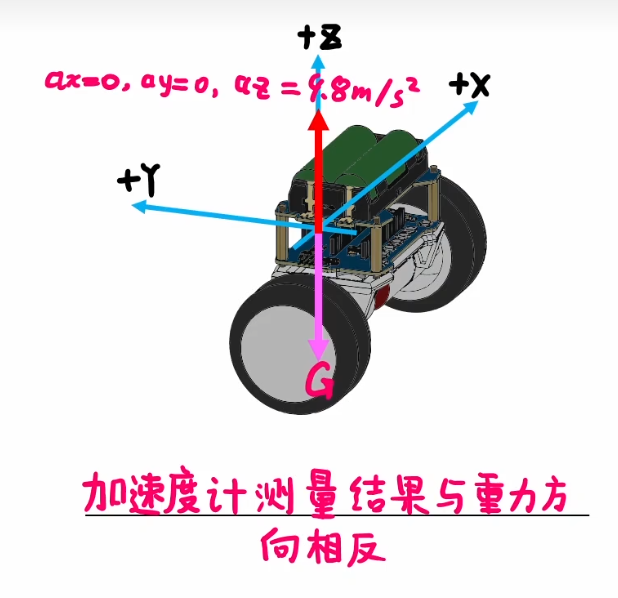 +Z
ax=0, ay=0, az=9.8m/s²
+X
+Y
G
加速度计测量结果与重力方
向相反